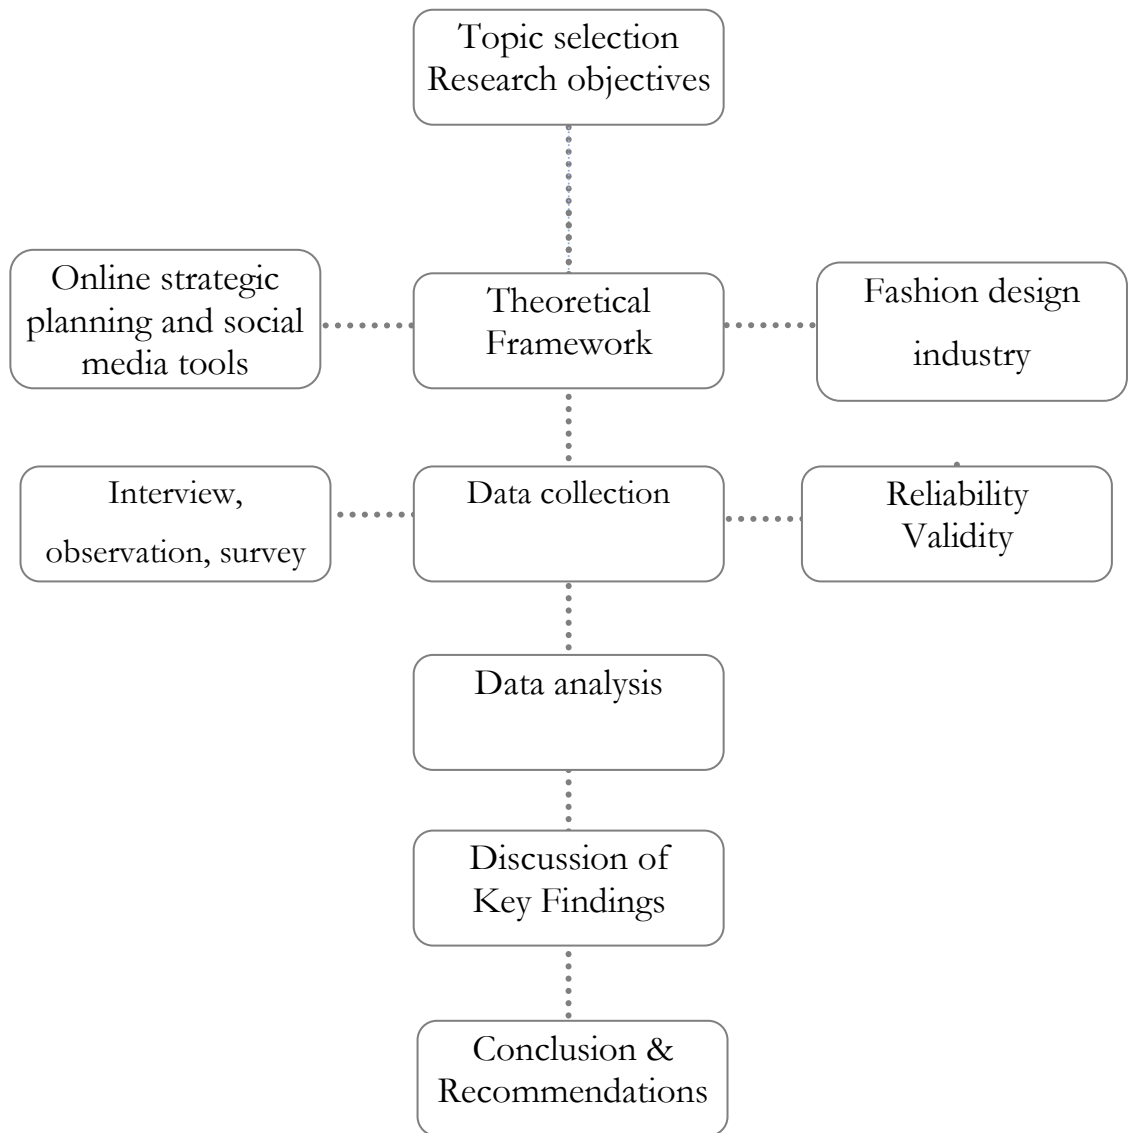 Topic selection
Research objectives
Online strategic
planning and social
media tools
Theoretical
Framework
Fashion design
industry
Interview,
observation, survey
Data collection
Reliability
Validity
Data analysis
Discussion of
Key Findings
Conclusion &
Recommendations